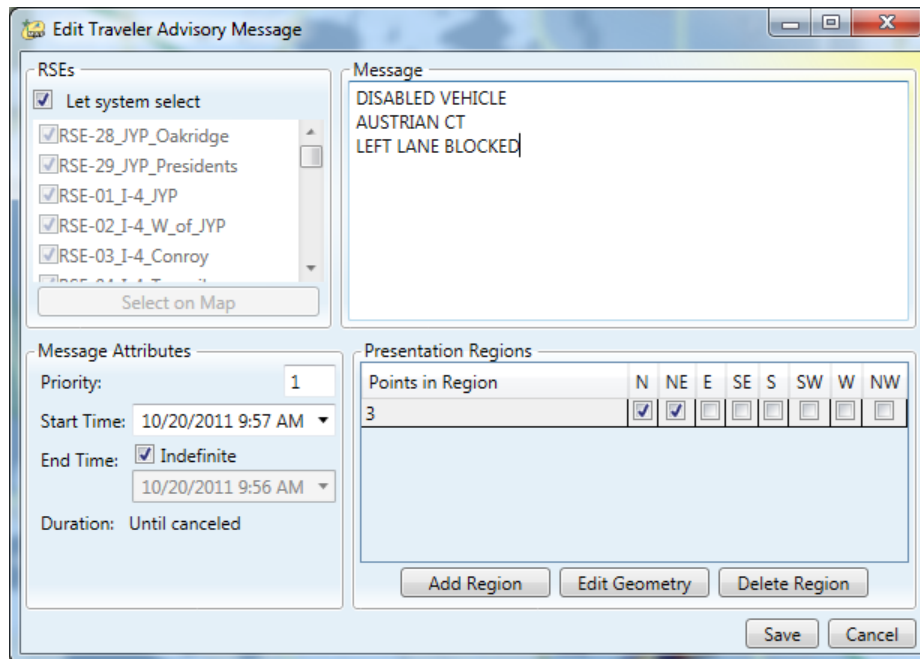 Edit Traveler Advisory Message
RSEs
Let system select
RSE-28_JYP_Oakridge
RSE-29_JYP_Presidents
RSE-01_I-4_JYP
RSE-02_I-4_W_of_JYP
RSE-03_I-4_Conroy
Select on Map
Message
DISABLED VEHICLE
AUSTRIAN CT
LEFT LANE BLOCKED
Message Attributes
Priority: 1
Start Time: 10/20/2011 9:57 AM
End Time: Indefinite
10/20/2011 9:56 AM
Duration: Until canceled
Presentation Regions
Points in Region N NE E SE S SW W NW
3
Add Region Edit Geometry Delete Region
Save Cancel